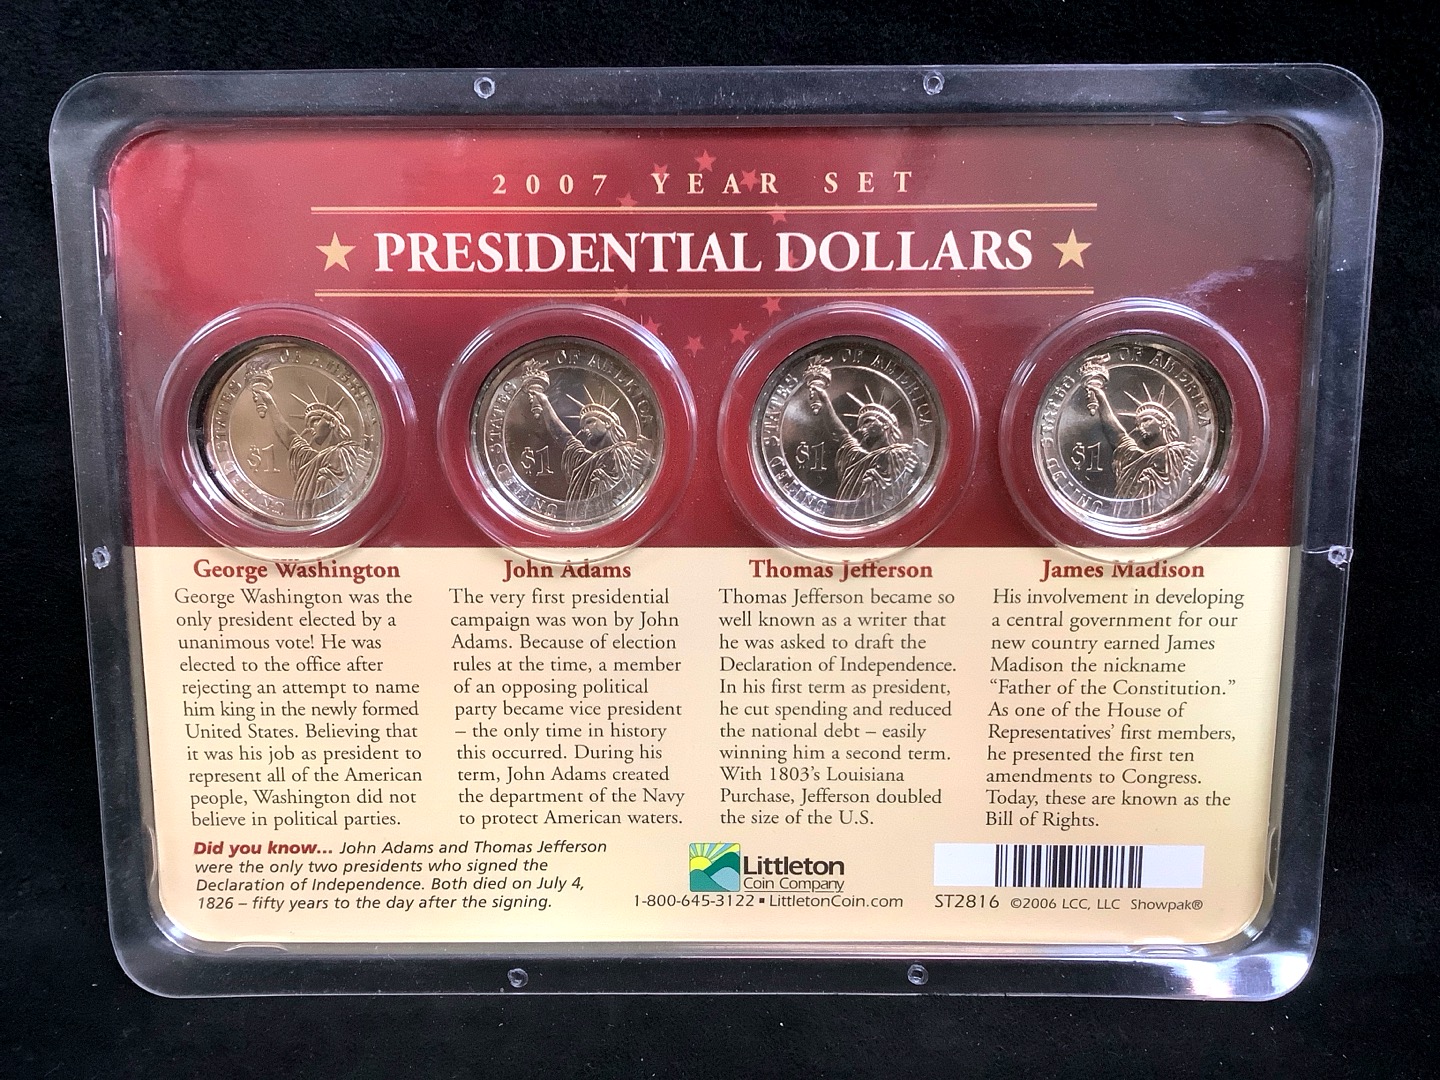 2007 YEAR SET
★ PRESIDENTIAL DOLLARS ★
UNITED STATES OF AMERICA
$1
UNITED STATES OF AMERICA
$1
UNITED STATES OF AMERICA
$1
UNITED STATES OF AMERICA
$1
George Washington
George Washington was the
only president elected by a
unanimous vote! He was
elected to the office after
rejecting an attempt to name
him king in the newly formed
United States. Believing that
it was his job as president to
represent all of the American
people, Washington did not
believe in political parties.
John Adams
The very first presidential
campaign was won by John
Adams. Because of election
rules at the time, a member
of an opposing political
party became vice president
– the only time in history
this occurred. During his
term, John Adams created
the department of the Navy
to protect American waters.
Thomas Jefferson
Thomas Jefferson became so
well known as a writer that
he was asked to draft the
Declaration of Independence.
In his first term as president,
he cut spending and reduced
the national debt – easily
winning him a second term.
With 1803's Louisiana
Purchase, Jefferson doubled
the size of the U.S.
James Madison
His involvement in developing
a central government for our
new country earned James
Madison the nickname
“Father of the Constitution.”
As one of the House of
Representatives' first members,
he presented the first ten
amendments to Congress.
Today, these are known as the
Bill of Rights.
Did you know... John Adams and Thomas Jefferson
were the only two presidents who signed the
Declaration of Independence. Both died on July 4,
1826 – fifty years to the day after the signing.
Littleton
Coin Company
1-800-645-3122 ▪ LittletonCoin.com
ST2816 ©2006 LCC, LLC Showpak®